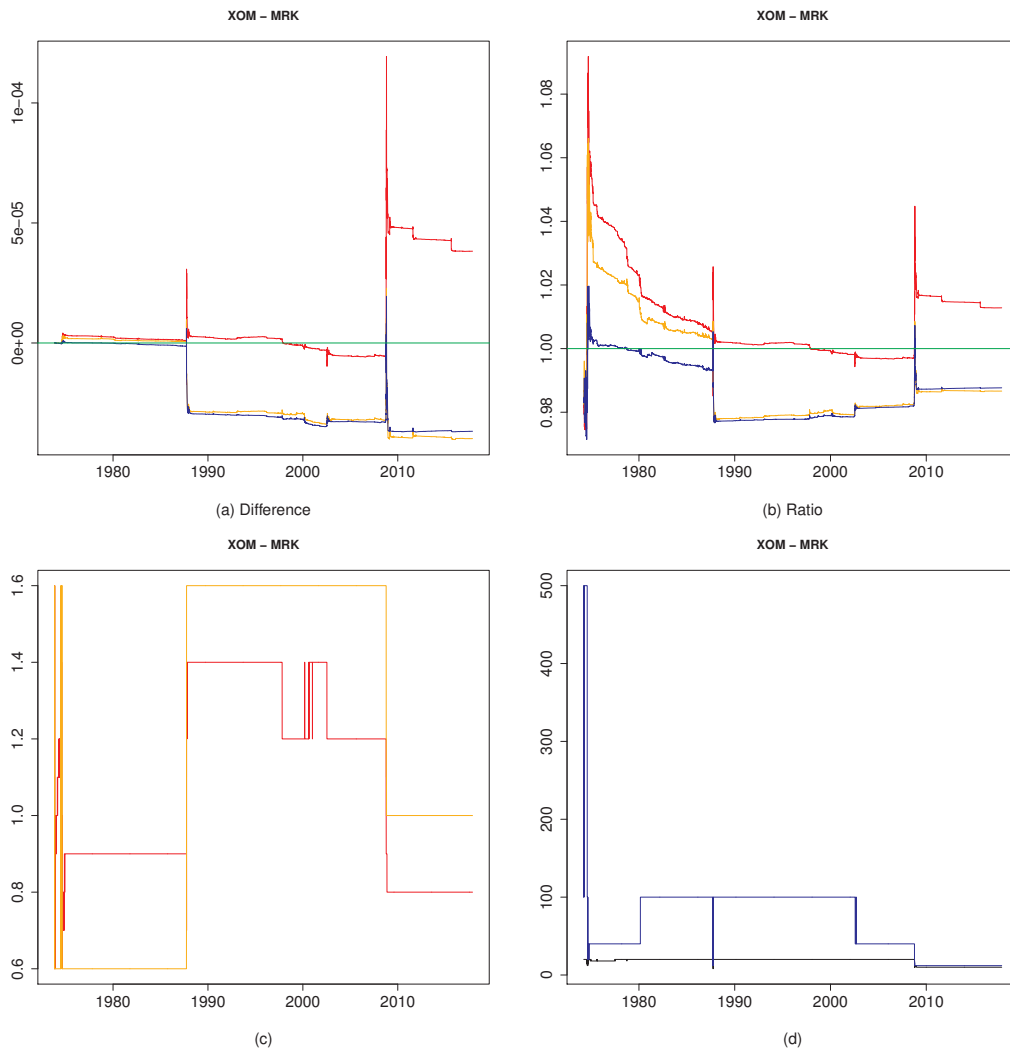 XOM − MRK
1e−04
5e−05
0e+00
1980 1990 2000 2010
(a) Difference
XOM − MRK
1.08
1.06
1.04
1.02
1.00
0.98
1980 1990 2000 2010
(b) Ratio
XOM − MRK
1.6
1.4
1.2
1.0
0.8
0.6
1980 1990 2000 2010
(c)
XOM − MRK
500
400
300
200
100
0
1980 1990 2000 2010
(d)